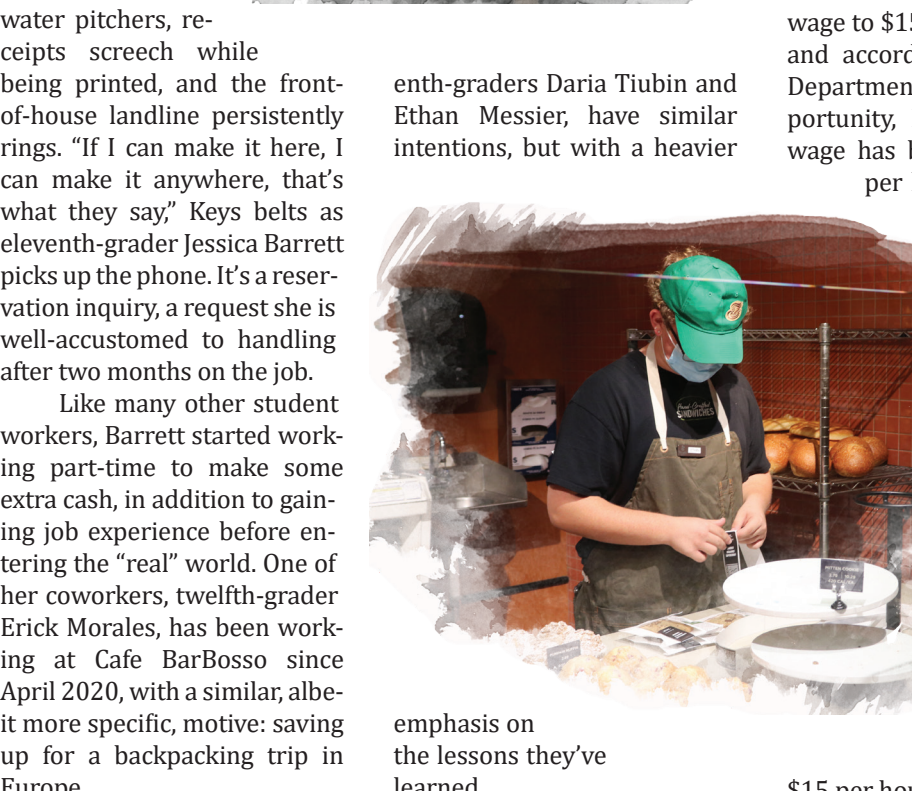 water pitchers, re-
ceipts screech while
being printed, and the front-
of-house landline persistently
rings. “If I can make it here, I
can make it anywhere, that’s
what they say,” Keys belts as
eleventh-grader Jessica Barrett
picks up the phone. It’s a reser-
vation inquiry, a request she is
well-accustomed to handling
after two months on the job.
Like many other student
workers, Barrett started work-
ing part-time to make some
extra cash, in addition to gain-
ing job experience before en-
tering the “real” world. One of
her coworkers, twelfth-grader
Erick Morales, has been work-
ing at Cafe BarBosso since
April 2020, with a similar, albe-
it more specific, motive: saving
up for a backpacking trip in
Europe.
enth-graders Daria Tiubin and
Ethan Messier, have similar
intentions, but with a heavier
SANDWICHES
emphasis on
the lessons they’ve
learned
wage to $15
and accord
Departmen
portunity,
wage has b
per
$15 per hou